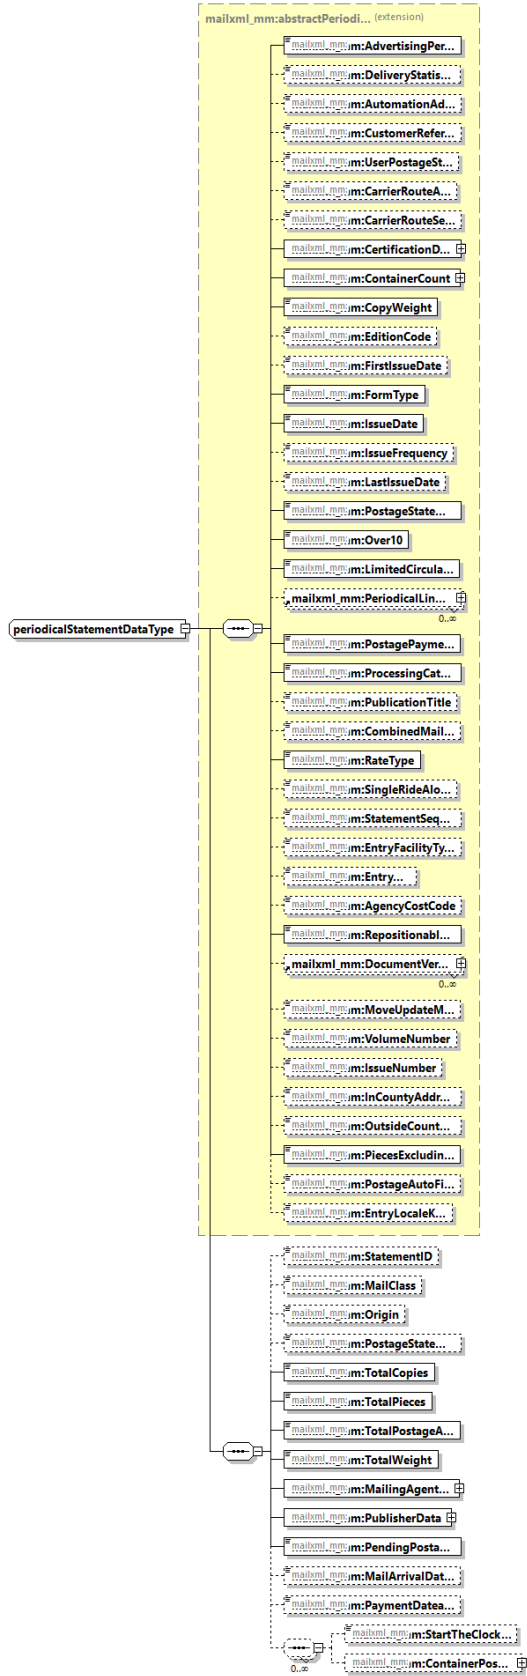 mailxml_mm:abstractPeriodi... (extension)
mailxml_mm:AdvertisingPer...
mailxml_mm:DeliveryStatis...
mailxml_mm:AutomationAd...
mailxml_mm:CustomerRefer...
mailxml_mm:UserPostageSt...
mailxml_mm:CarrierRouteA...
mailxml_mm:CarrierRouteSe...
mailxml_mm:CertificationD...
mailxml_mm:ContainerCount
mailxml_mm:CopyWeight
mailxml_mm:EditionCode
mailxml_mm:FirstIssueDate
mailxml_mm:FormType
mailxml_mm:IssueDate
mailxml_mm:IssueFrequency
mailxml_mm:LastIssueDate
mailxml_mm:PostageState...
mailxml_mm:Over10
mailxml_mm:LimitedCircula...
mailxml_mm:PeriodicalLin...
0..∞
periodicalStatementDataType
mailxml_mm:PostagePayme...
mailxml_mm:ProcessingCat...
mailxml_mm:PublicationTitle
mailxml_mm:CombinedMail...
mailxml_mm:RateType
mailxml_mm:SingleRideAlo...
mailxml_mm:StatementSeq...
mailxml_mm:EntryFacilityTy...
mailxml_mm:Entry...
mailxml_mm:AgencyCostCode
mailxml_mm:Repositionabl...
mailxml_mm:DocumentVer...
0..∞
mailxml_mm:MoveUpdateM...
mailxml_mm:VolumeNumber
mailxml_mm:IssueNumber
mailxml_mm:InCountyAddr...
mailxml_mm:OutsideCount...
mailxml_mm:PiecesExcludin...
mailxml_mm:PostageAutoFi...
mailxml_mm:EntryLocaleK...
mailxml_mm:StatementID
mailxml_mm:MailClass
mailxml_mm:Origin
mailxml_mm:PostageState...
mailxml_mm:TotalCopies
mailxml_mm:TotalPieces
mailxml_mm:TotalPostageA...
mailxml_mm:TotalWeight
mailxml_mm:MailingAgent...
mailxml_mm:PublisherData
mailxml_mm:PendingPosta...
mailxml_mm:MailArrivalDat...
mailxml_mm:PaymentDatea...
mailxml_mm:StartTheClock...
0..∞
mailxml_mm:ContainerPos...